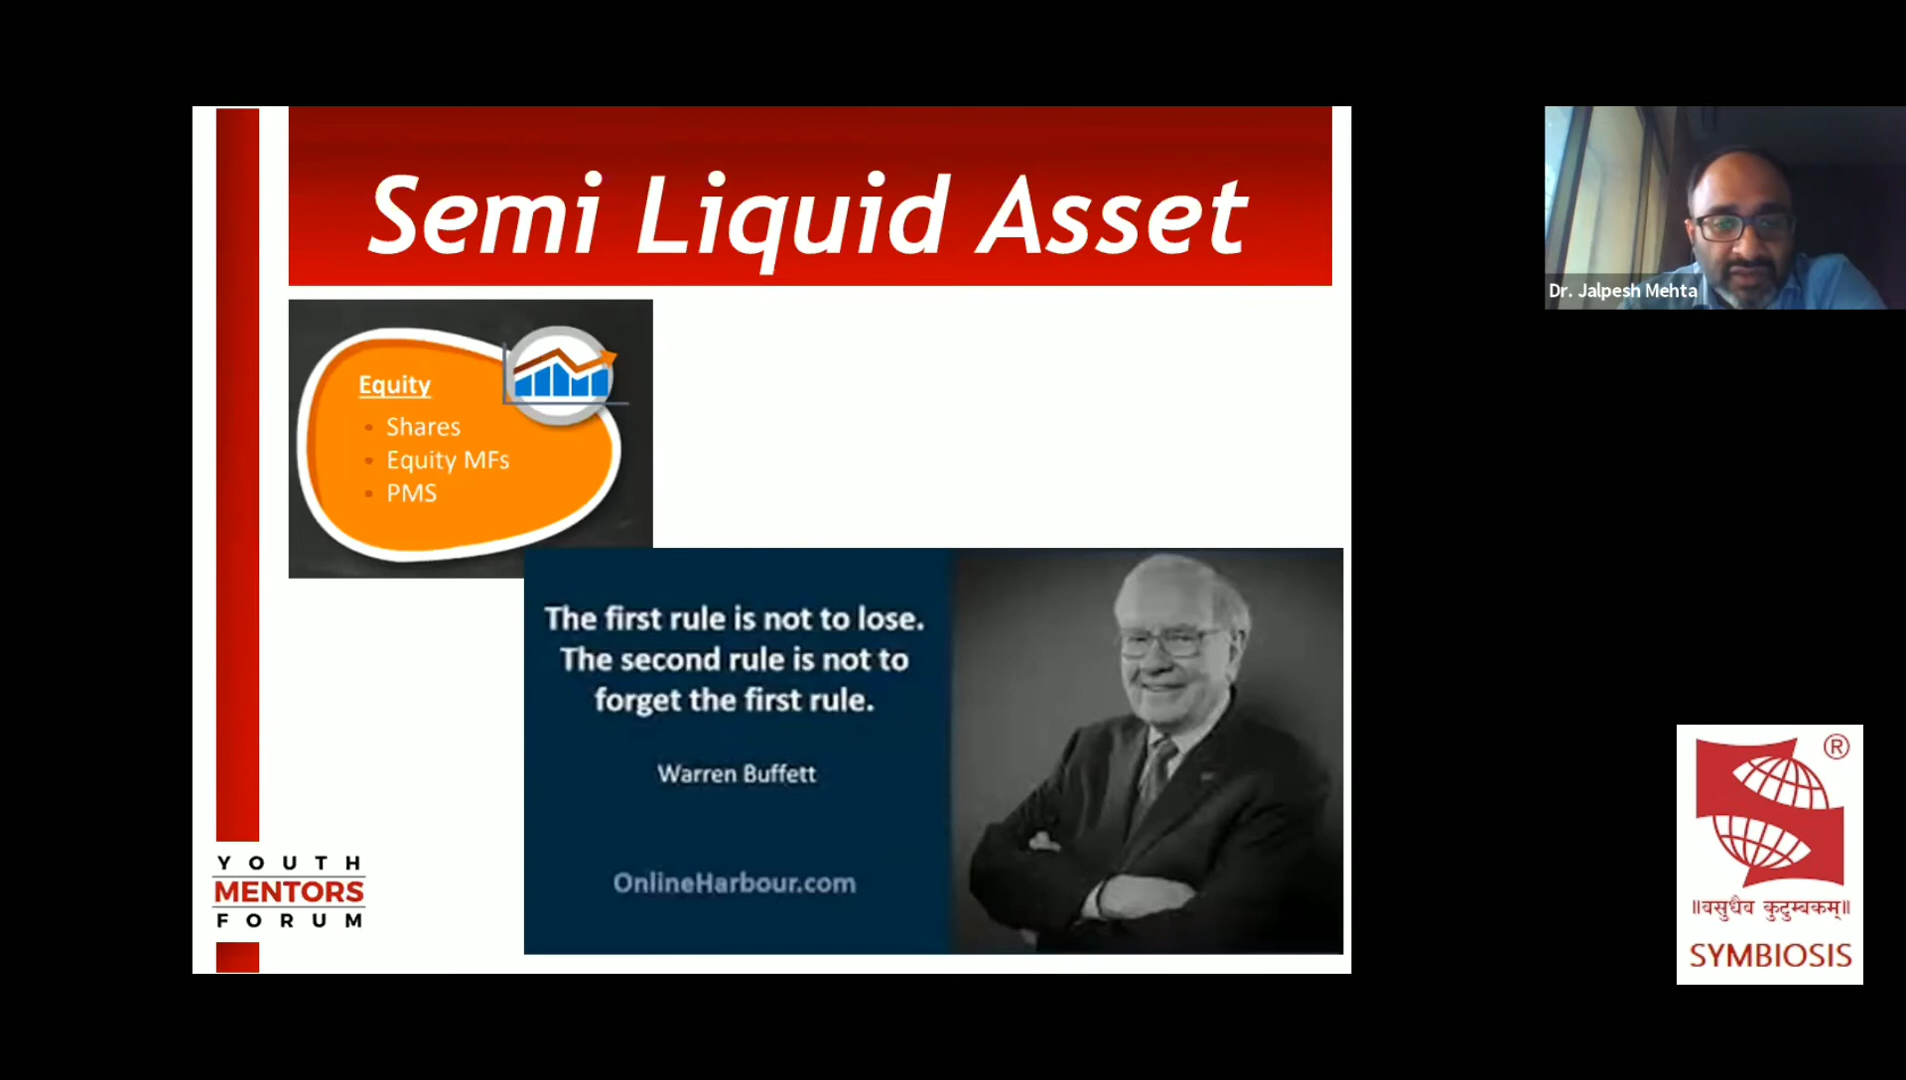 Semi Liquid Asset
Equity
• Shares
• Equity MFs
• PMS
The first rule is not to lose.
The second rule is not to
forget the first rule.
Warren Buffett
OnlineHarbour.com
YOUTH
MENTORS
FORUM
Dr. Jalpesh Mehta
®
॥वसुधैव कुटुम्बकम्॥
SYMBIOSIS